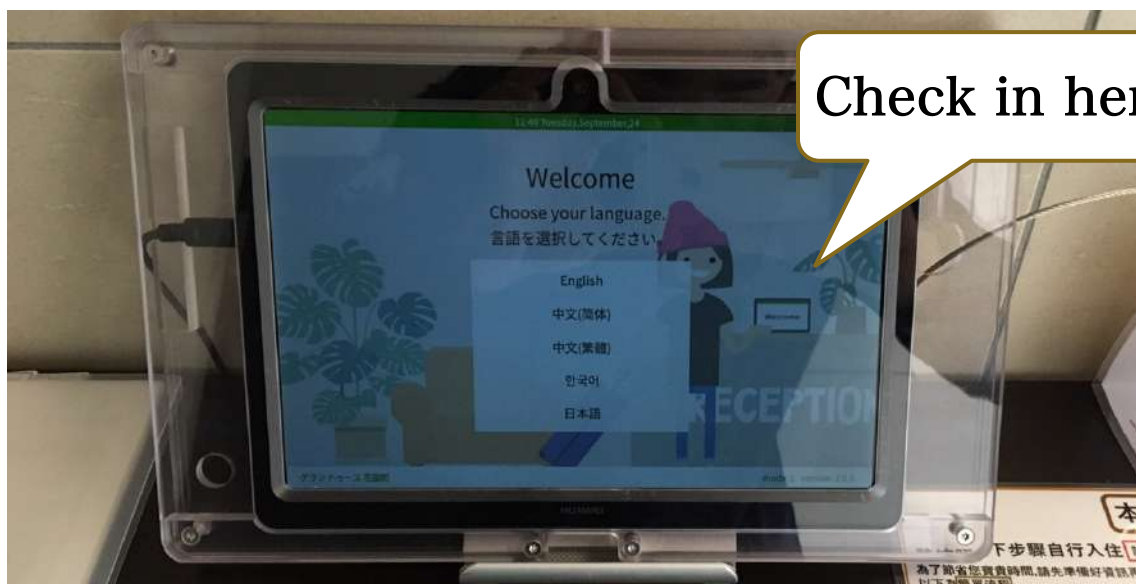 Check in her
11:49 Tuesday,September,24
Welcome
Choose your language.
言語を選択してください。
English
中文(简体)
中文(繁體)
한국어
日本語
Welcome
RECEPTION
HUAWEI
本
下步驟自行入住
為了節省您寶貴時間,請先準備好資訊